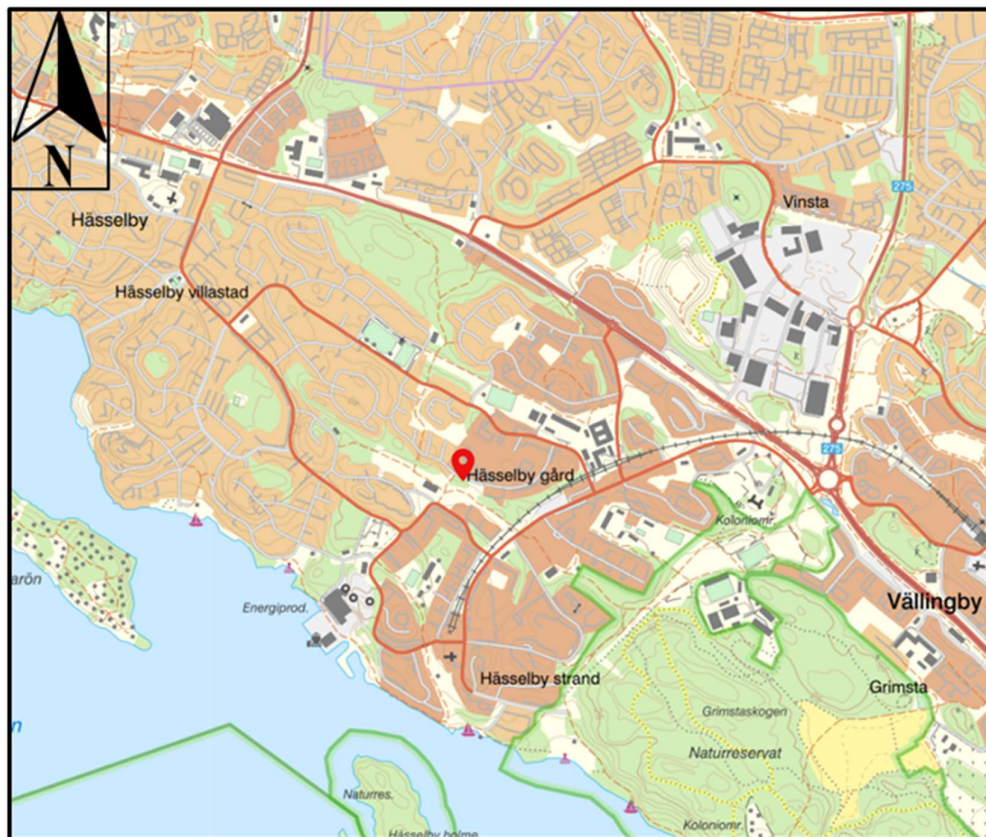 N
275
Vinsta
Hässelby
Hässelby villastad
275
Hässelby gård
Koloniomr.
arön
Energiprod.
Vällingby
Hässelby strand
Grimsta
Grimstaskogen
n
Naturreservat
Naturres.
Koloniomr.
Hässelby holme